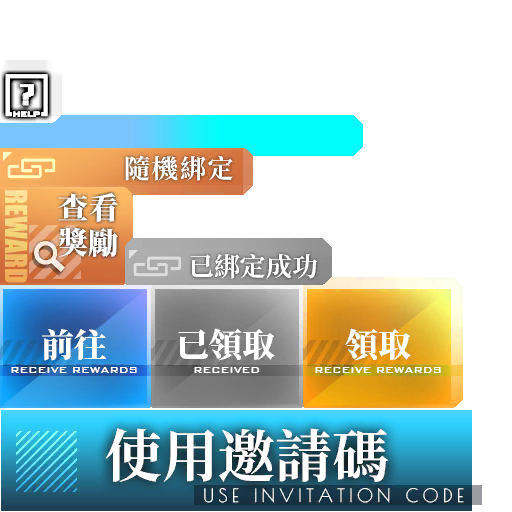 ?
HELP
隨機綁定
REWARD
查看
獎勵
已綁定成功
前往
RECEIVE REWARDS
已領取
RECEIVED
領取
RECEIVE REWARDS
使用邀請碼
USE INVITATION CODE